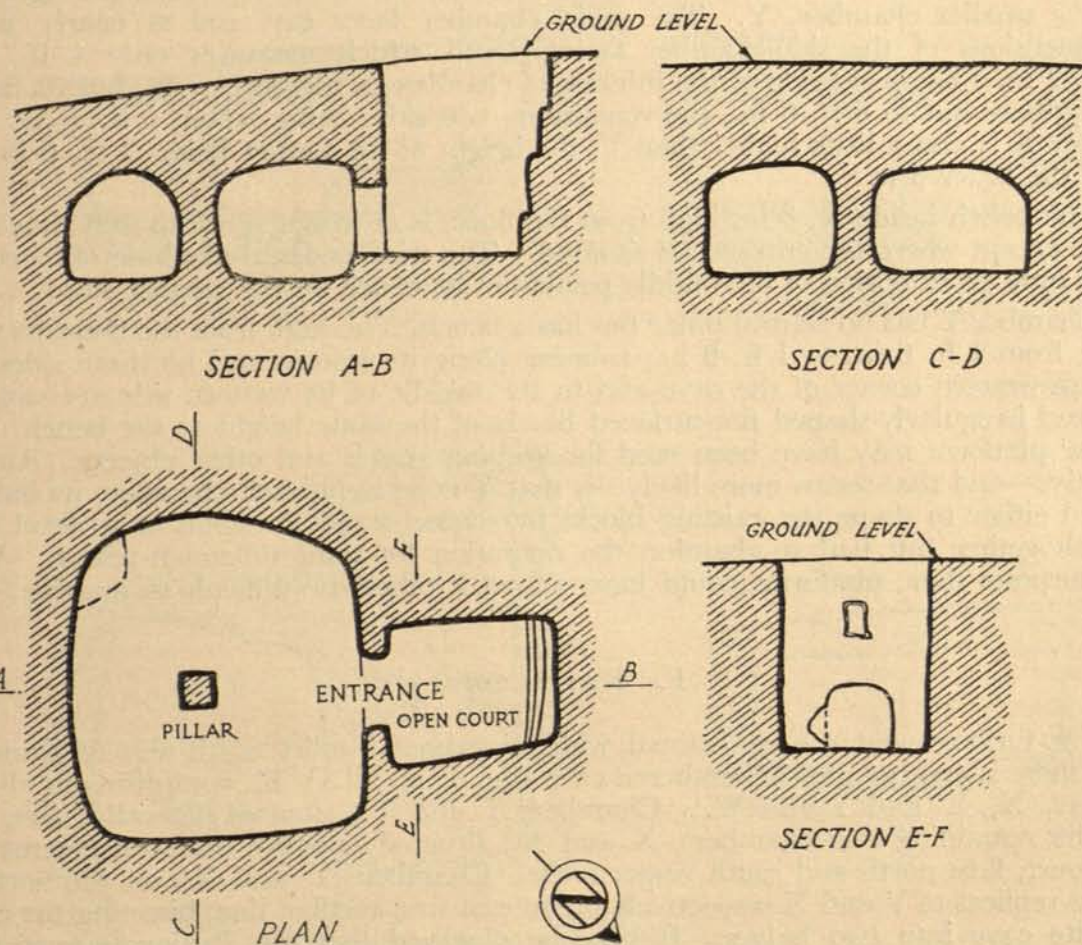 GROUND LEVEL
SECTION A-B
SECTION C-D
D
F
A
B
PILLAR
ENTRANCE
OPEN COURT
E
C
PLAN
N
GROUND LEVEL
SECTION E-F